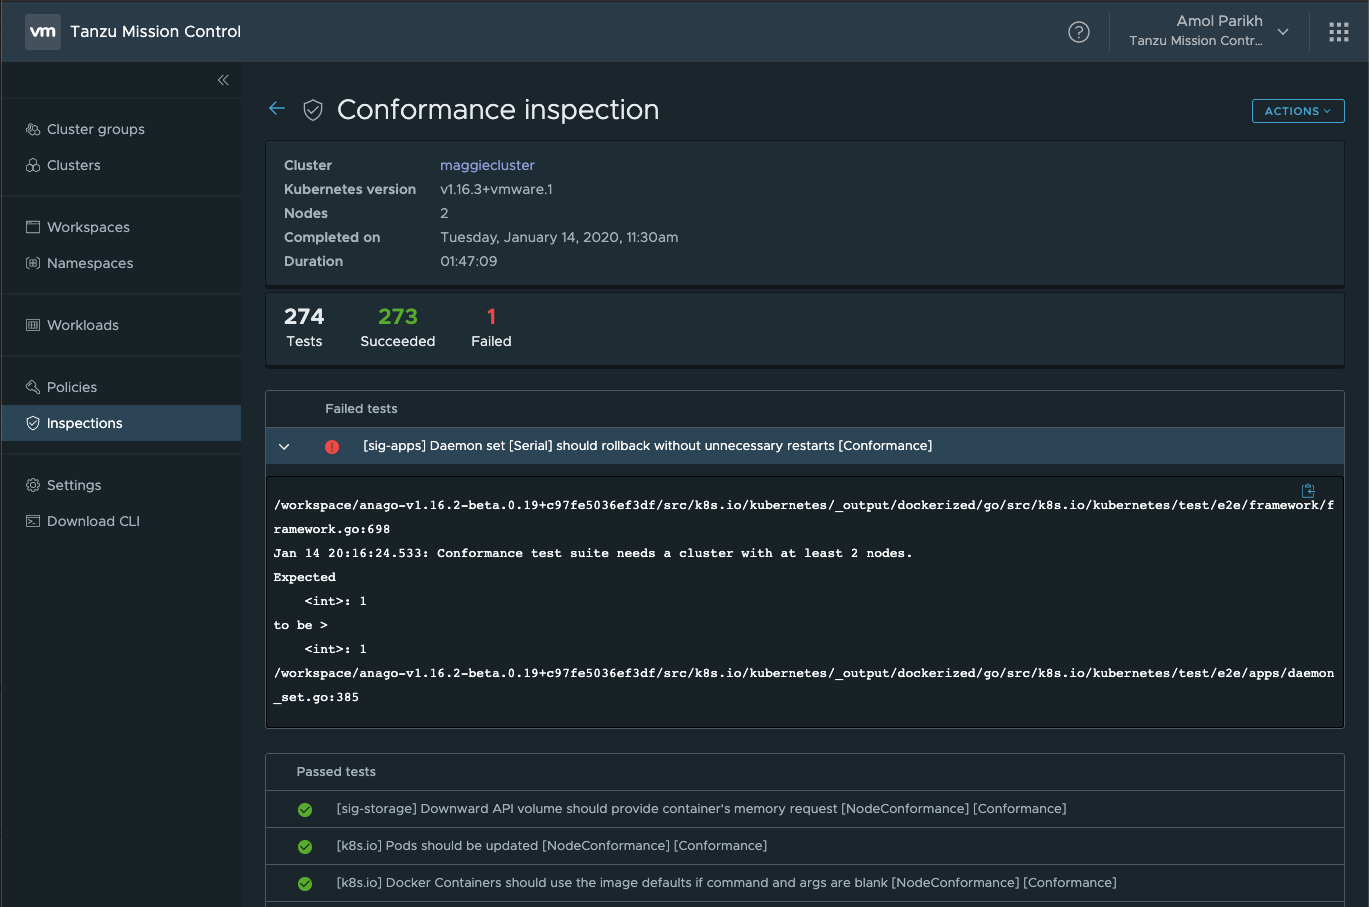 vm Tanzu Mission Control
Amol Parikh
Tanzu Mission Contr...
Cluster groups
Clusters
Workspaces
Namespaces
Workloads
Policies
Inspections
Settings
Download CLI
Conformance inspection
ACTIONS
Cluster maggiecluster
Kubernetes version v1.16.3+vmware.1
Nodes 2
Completed on Tuesday, January 14, 2020, 11:30am
Duration 01:47:09
274 273 1
Tests Succeeded Failed
Failed tests
[sig-apps] Daemon set [Serial] should rollback without unnecessary restarts [Conformance]
/workspace/anago-v1.16.2-beta.0.19+c97fe5036ef3df/src/k8s.io/kubernetes/_output/dockerized/go/src/k8s.io/kubernetes/test/e2e/framework/f
ramework.go:698
Jan 14 20:16:24.533: Conformance test suite needs a cluster with at least 2 nodes.
Expected
    <int>: 1
to be >
    <int>: 1
/workspace/anago-v1.16.2-beta.0.19+c97fe5036ef3df/src/k8s.io/kubernetes/_output/dockerized/go/src/k8s.io/kubernetes/test/e2e/apps/daemon
_set.go:385
Passed tests
[sig-storage] Downward API volume should provide container's memory request [NodeConformance] [Conformance]
[k8s.io] Pods should be updated [NodeConformance] [Conformance]
[k8s.io] Docker Containers should use the image defaults if command and args are blank [NodeConformance] [Conformance]